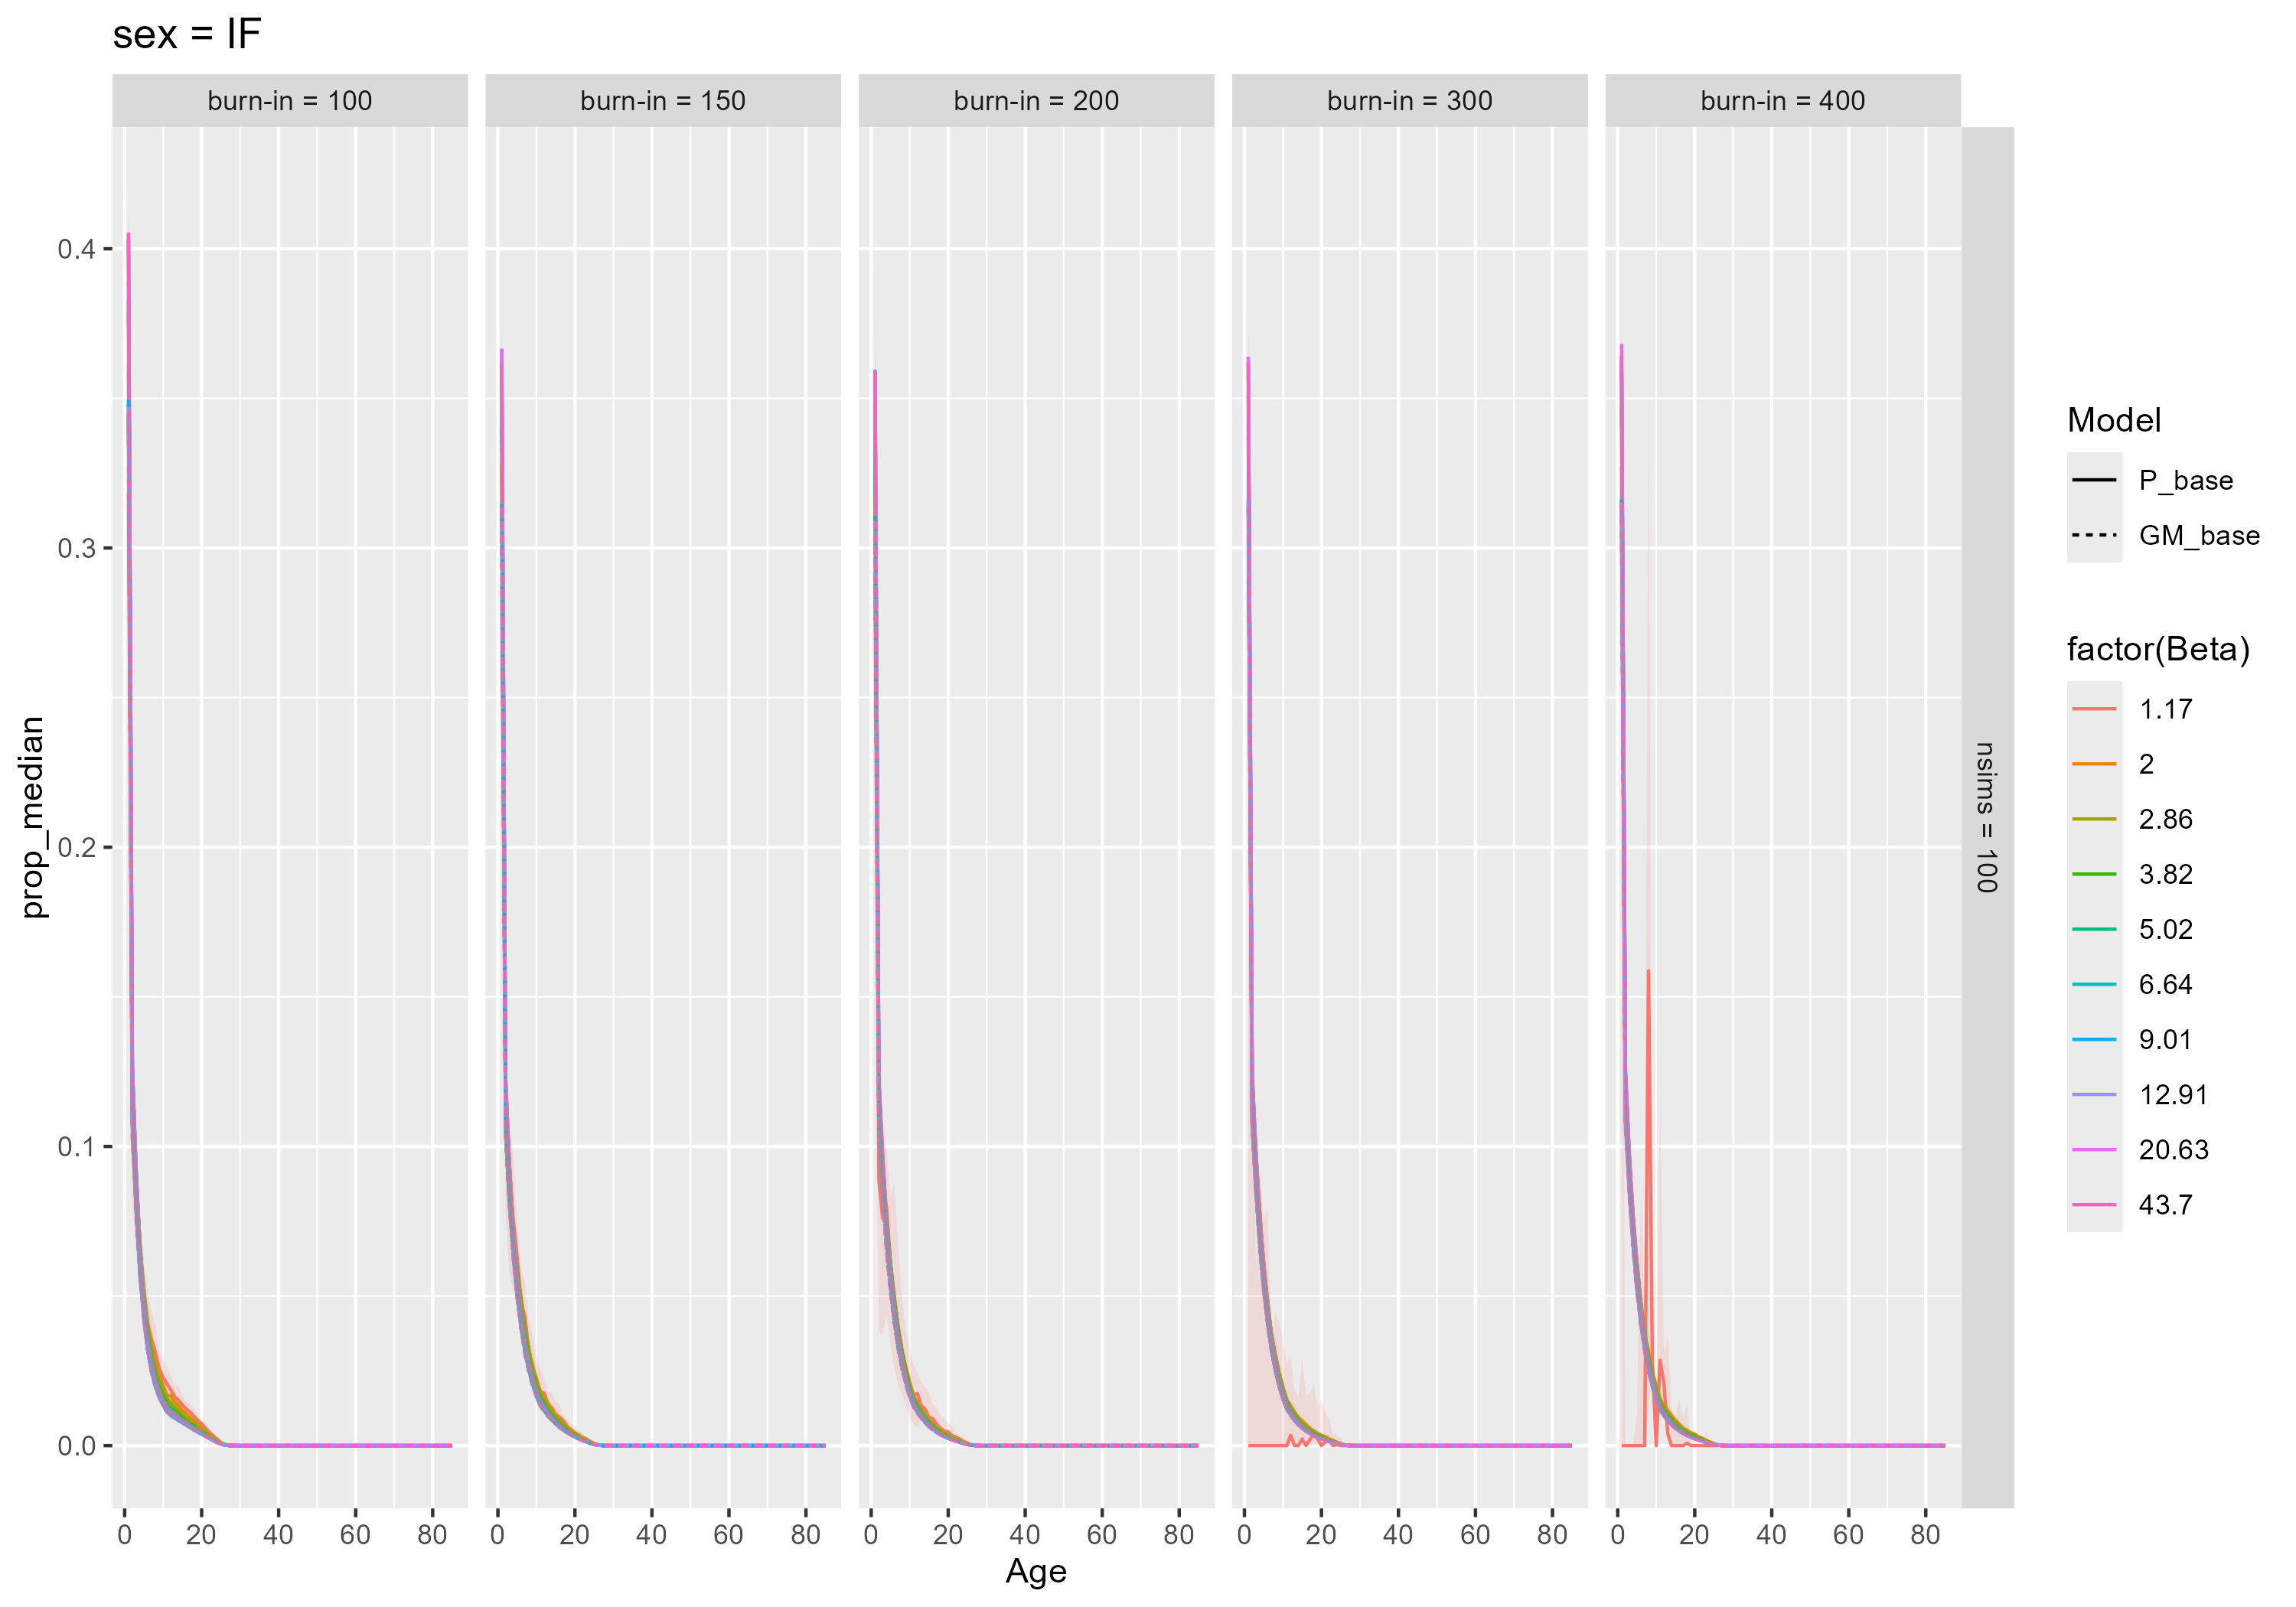 sex = IF
burn-in = 100
burn-in = 150
burn-in = 200
burn-in = 300
burn-in = 400
nsims = 100
prop_median
0.4
0.3
0.2
0.1
0.0
0 20 40 60 80
0 20 40 60 80
0 20 40 60 80
0 20 40 60 80
0 20 40 60 80
Age
Model
P_base
GM_base
factor(Beta)
1.17
2
2.86
3.82
5.02
6.64
9.01
12.91
20.63
43.7